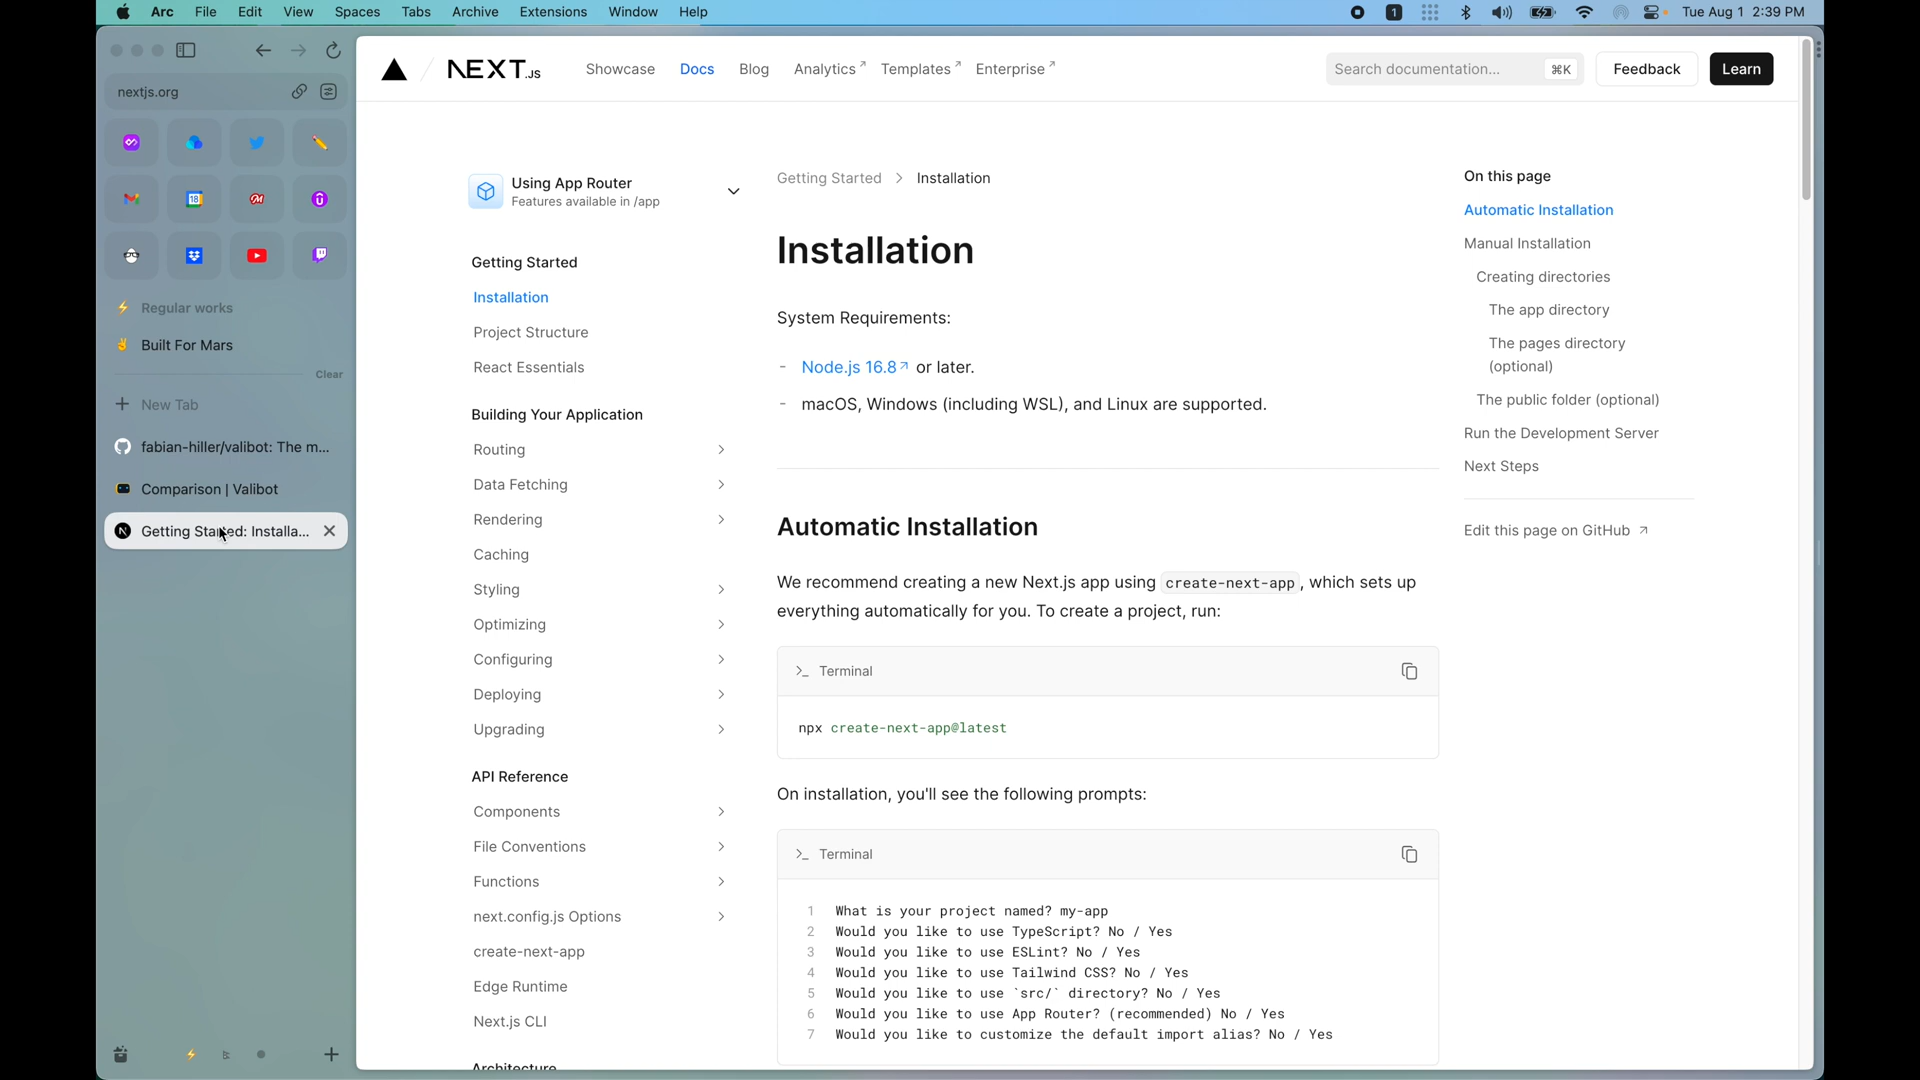 Arc File Edit View Spaces Tabs Archive Extensions Window Help
1
Tue Aug 1 2:39 PM
nextjs.org
18
Regular works
Built For Mars
Clear
New Tab
fabian-hiller/valibot: The m...
Comparison | Valibot
Getting Started: Installa...
NEXT.JS
Showcase Docs Blog Analytics Templates Enterprise
Search documentation... ⌘K
Feedback
Learn
Using App Router
Features available in /app
Getting Started
Installation
Project Structure
React Essentials
Building Your Application
Routing
Data Fetching
Rendering
Caching
Styling
Optimizing
Configuring
Deploying
Upgrading
API Reference
Components
File Conventions
Functions
next.config.js Options
create-next-app
Edge Runtime
Next.js CLI
Architecture
Getting Started > Installation
Installation
System Requirements:
- Node.js 16.8 or later.
- macOS, Windows (including WSL), and Linux are supported.
Automatic Installation
We recommend creating a new Next.js app using create-next-app, which sets up
everything automatically for you. To create a project, run:
>_ Terminal
npx create-next-app@latest
On installation, you'll see the following prompts:
>_ Terminal
1 What is your project named? my-app
2 Would you like to use TypeScript? No / Yes
3 Would you like to use ESLint? No / Yes
4 Would you like to use Tailwind CSS? No / Yes
5 Would you like to use `src/` directory? No / Yes
6 Would you like to use App Router? (recommended) No / Yes
7 Would you like to customize the default import alias? No / Yes
On this page
Automatic Installation
Manual Installation
Creating directories
The app directory
The pages directory
(optional)
The public folder (optional)
Run the Development Server
Next Steps
Edit this page on GitHub